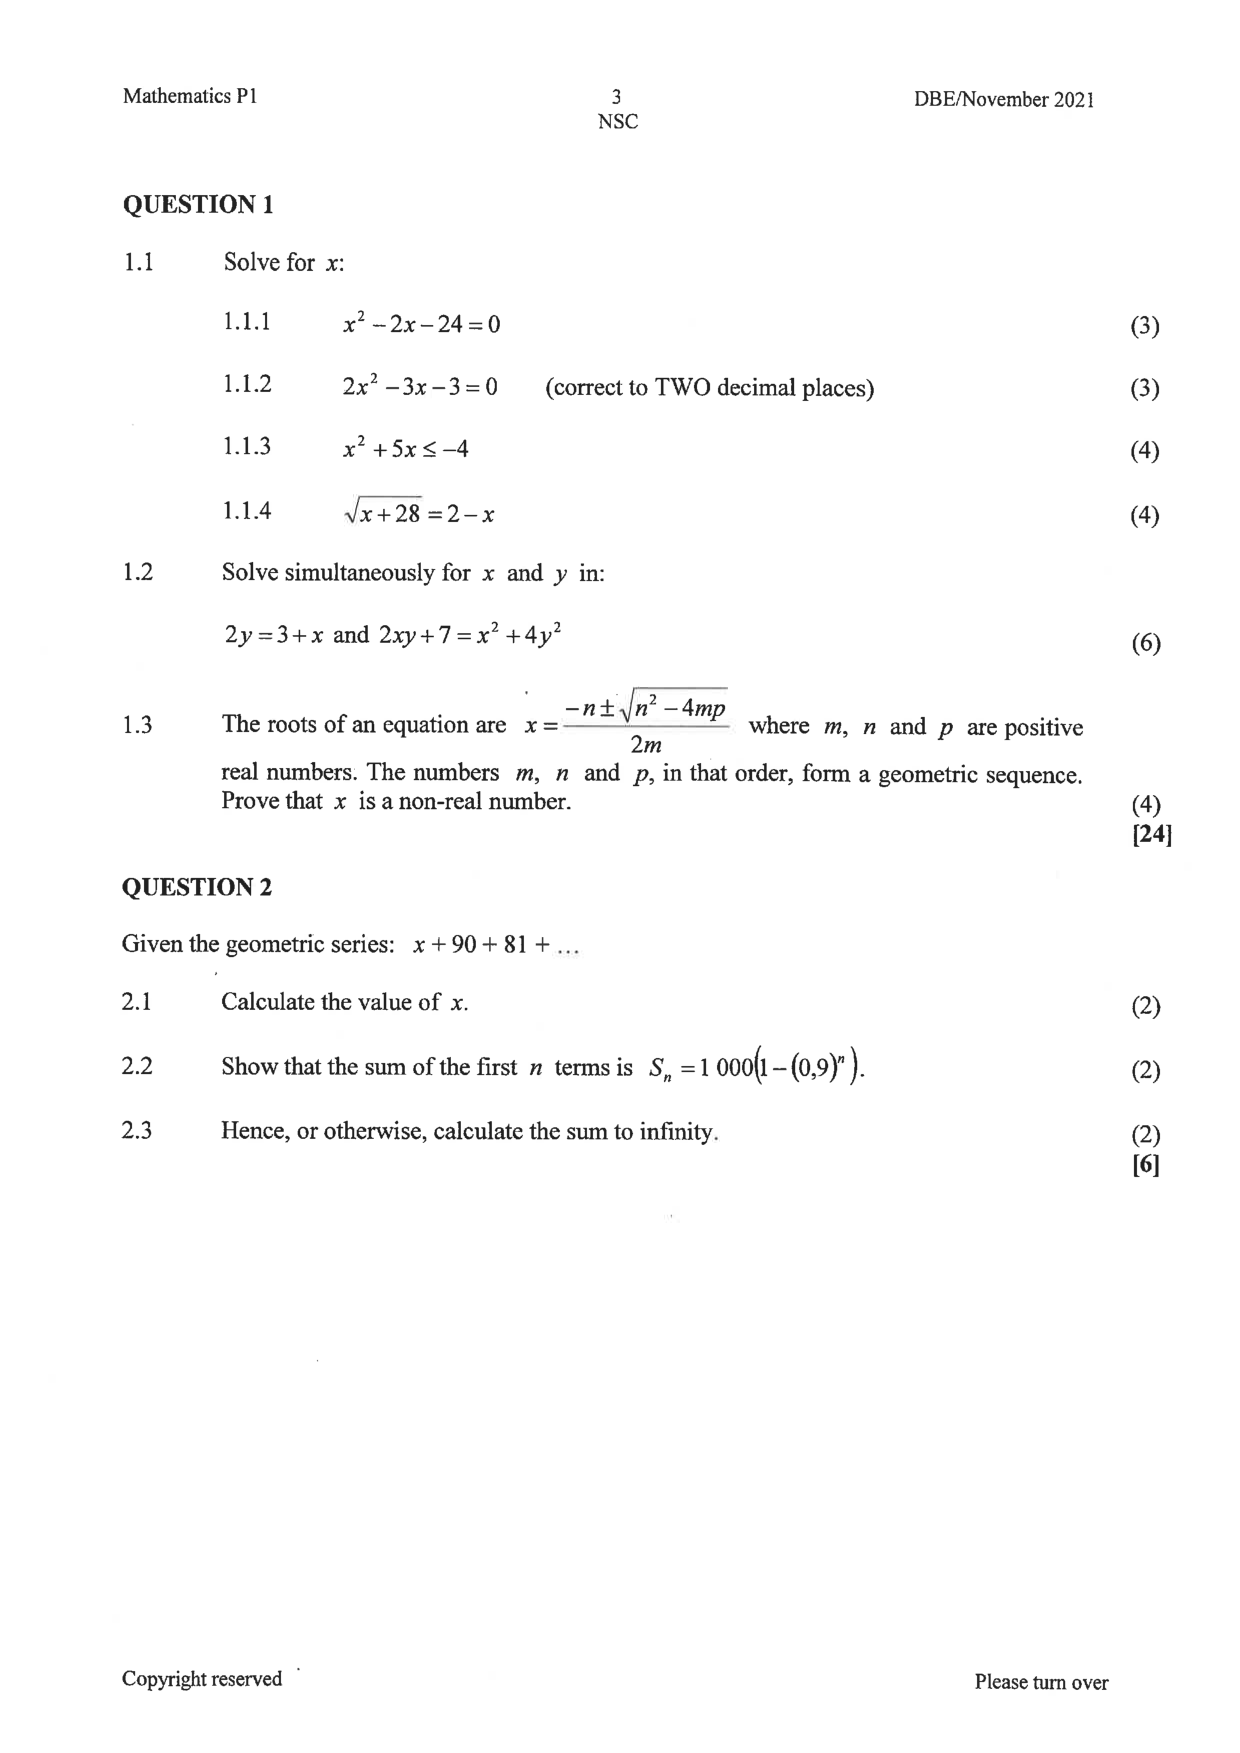 Mathematics P1 3 DBE/November 2021
NSC
QUESTION 1
1.1 Solve for x:
1.1.1 x² − 2x − 24 = 0 (3)
1.1.2 2x² − 3x − 3 = 0 (correct to TWO decimal places) (3)
1.1.3 x² + 5x ≤ −4 (4)
1.1.4 √(x + 28) = 2 − x (4)
1.2 Solve simultaneously for x and y in:
2y = 3 + x and 2xy + 7 = x² + 4y² (6)
1.3 The roots of an equation are x = (−n ± √(n² − 4mp)) / 2m where m, n and p are positive
real numbers. The numbers m, n and p, in that order, form a geometric sequence.
Prove that x is a non-real number. (4)
[24]
QUESTION 2
Given the geometric series: x + 90 + 81 + ...
2.1 Calculate the value of x. (2)
2.2 Show that the sum of the first n terms is Sₙ = 1 000(1 − (0,9)ⁿ). (2)
2.3 Hence, or otherwise, calculate the sum to infinity. (2)
[6]
Copyright reserved Please turn over